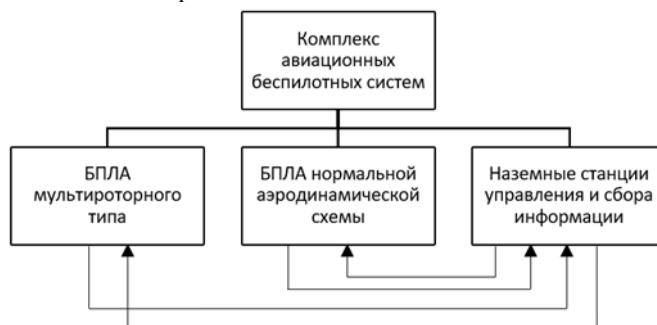 Комплекс
авиационных
беспилотных систем
БПЛА
мультироторного
типа
БПЛА нормальной
аэродинамической
схемы
Наземные станции
управления и сбора
информации